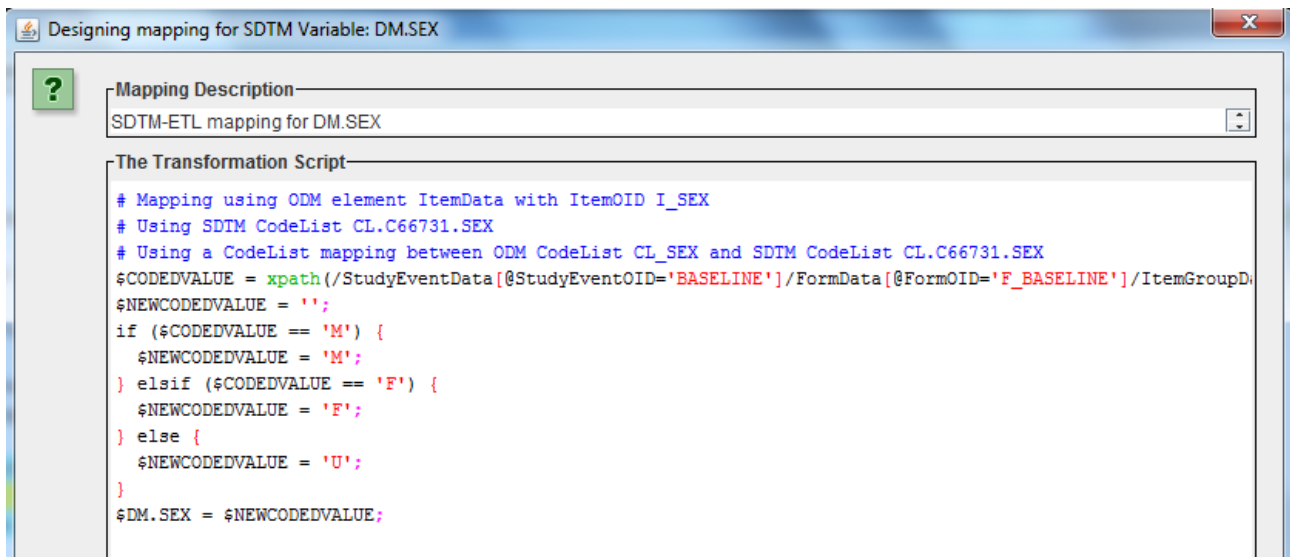 Designing mapping for SDTM Variable: DM.SEX
X
?
Mapping Description
SDTM-ETL mapping for DM.SEX
The Transformation Script
# Mapping using ODM element ItemData with ItemOID I_SEX
# Using SDTM CodeList CL.C66731.SEX
# Using a CodeList mapping between ODM CodeList CL_SEX and SDTM CodeList CL.C66731.SEX
$CODEDVALUE = xpath(/StudyEventData[@StudyEventOID='BASELINE']/FormData[@FormOID='F_BASELINE']/ItemGroupD
$NEWCODEDVALUE = '';
if ($CODEDVALUE == 'M') {
  $NEWCODEDVALUE = 'M';
} elsif ($CODEDVALUE == 'F') {
  $NEWCODEDVALUE = 'F';
} else {
  $NEWCODEDVALUE = 'U';
}
$DM.SEX = $NEWCODEDVALUE;